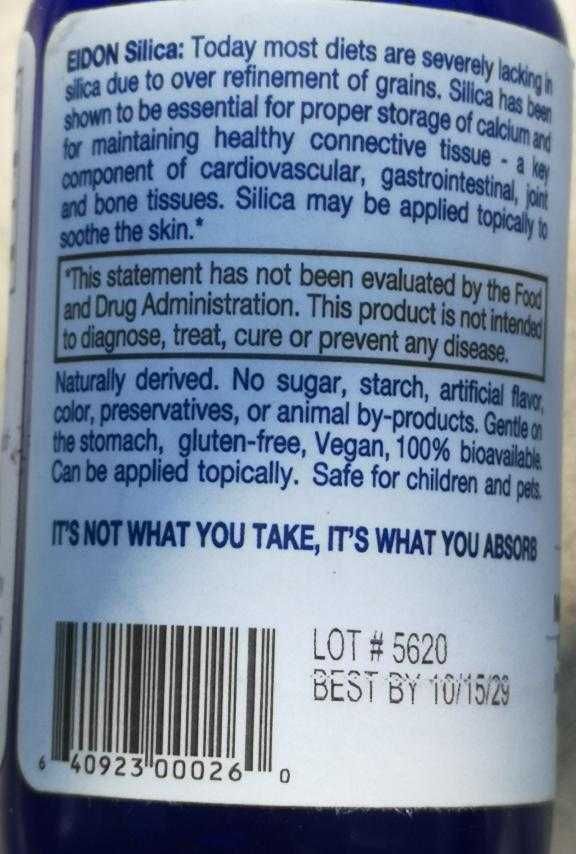 EIDON Silica: Today most diets are severely lacking in
silica due to over refinement of grains. Silica has been
shown to be essential for proper storage of calcium and
for maintaining healthy connective tissue - a key
component of cardiovascular, gastrointestinal, joint
and bone tissues. Silica may be applied topically to
soothe the skin.*
*This statement has not been evaluated by the Food
and Drug Administration. This product is not intended
to diagnose, treat, cure or prevent any disease.
Naturally derived. No sugar, starch, artificial flavor,
color, preservatives, or animal by-products. Gentle on
the stomach, gluten-free, Vegan, 100% bioavailable.
Can be applied topically. Safe for children and pets.
IT'S NOT WHAT YOU TAKE, IT'S WHAT YOU ABSORB
LOT # 5620
BEST BY 10/15/29
6 40923 00026 0